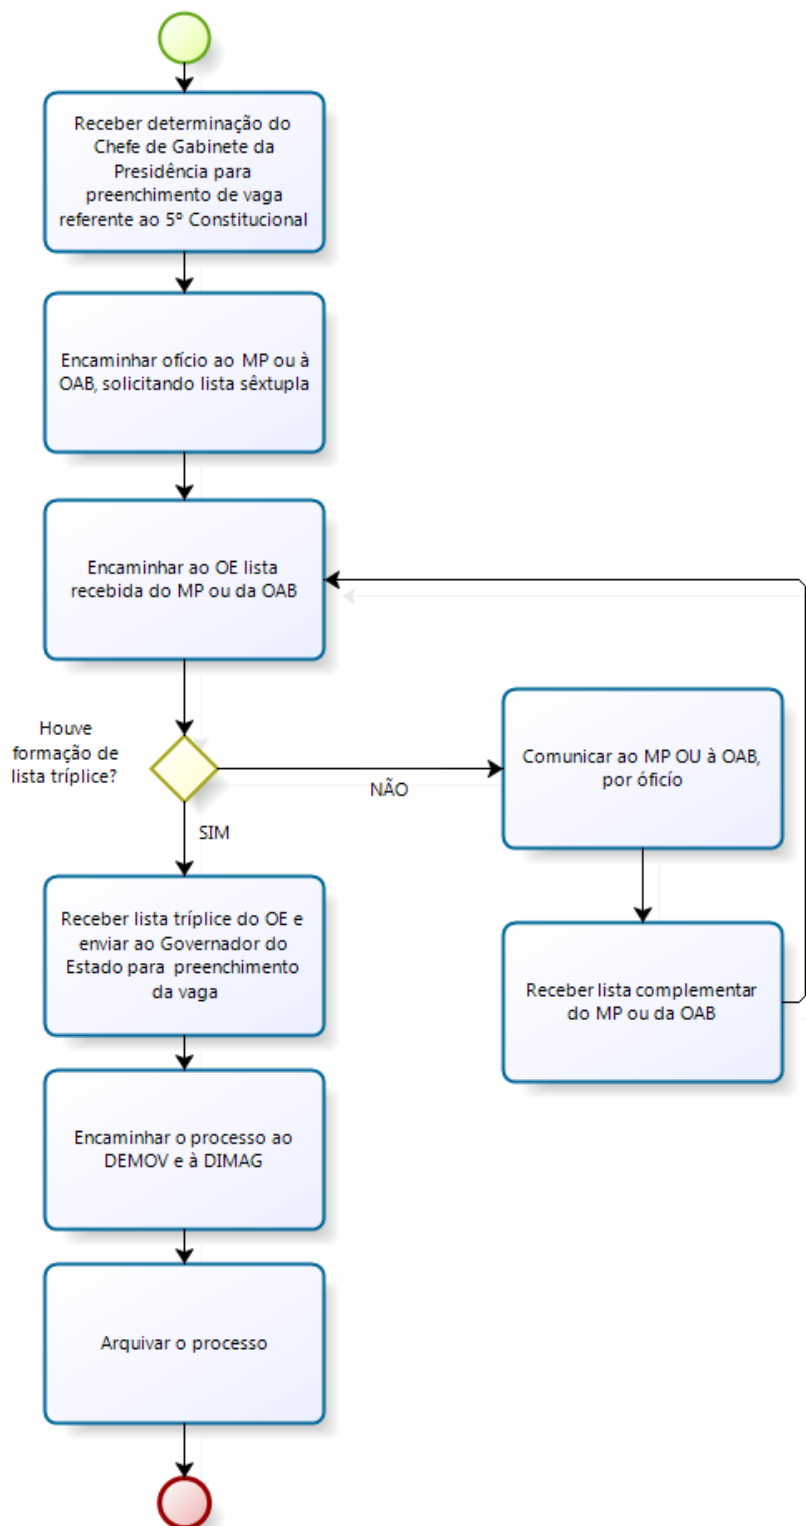 Receber determinação do
Chefe de Gabinete da
Presidência para
preenchimento de vaga
referente ao 5º Constitucional
Encaminhar ofício ao MP ou à
OAB, solicitando lista sêxtupla
Encaminhar ao OE lista
recebida do MP ou da OAB
Houve
formação de
lista tríplice?
NÃO
SIM
Comunicar ao MP OU à OAB,
por ófício
Receber lista complementar
do MP ou da OAB
Receber lista tríplice do OE e
enviar ao Governador do
Estado para preenchimento
da vaga
Encaminhar o processo ao
DEMOV e à DIMAG
Arquivar o processo